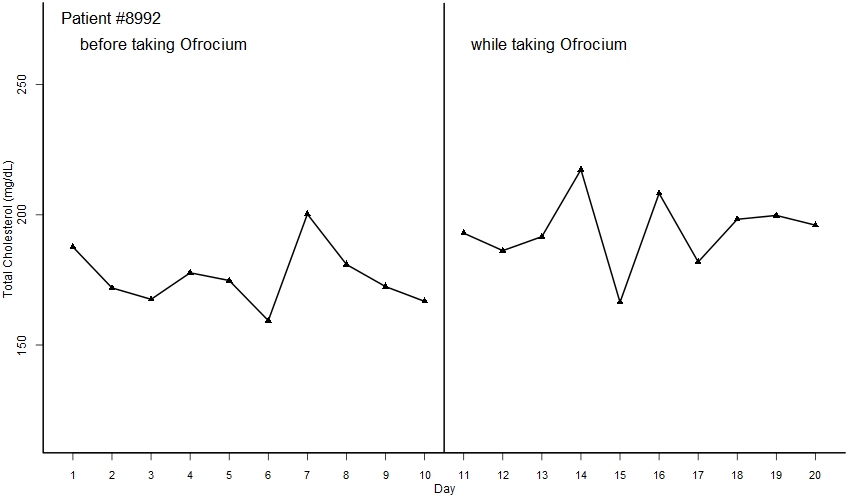 Patient #8992
before taking Ofrocium
while taking Ofrocium
Total Cholesterol (mg/dL)
250
200
150
1 2 3 4 5 6 7 8 9 10 11 12 13 14 15 16 17 18 19 20
Day